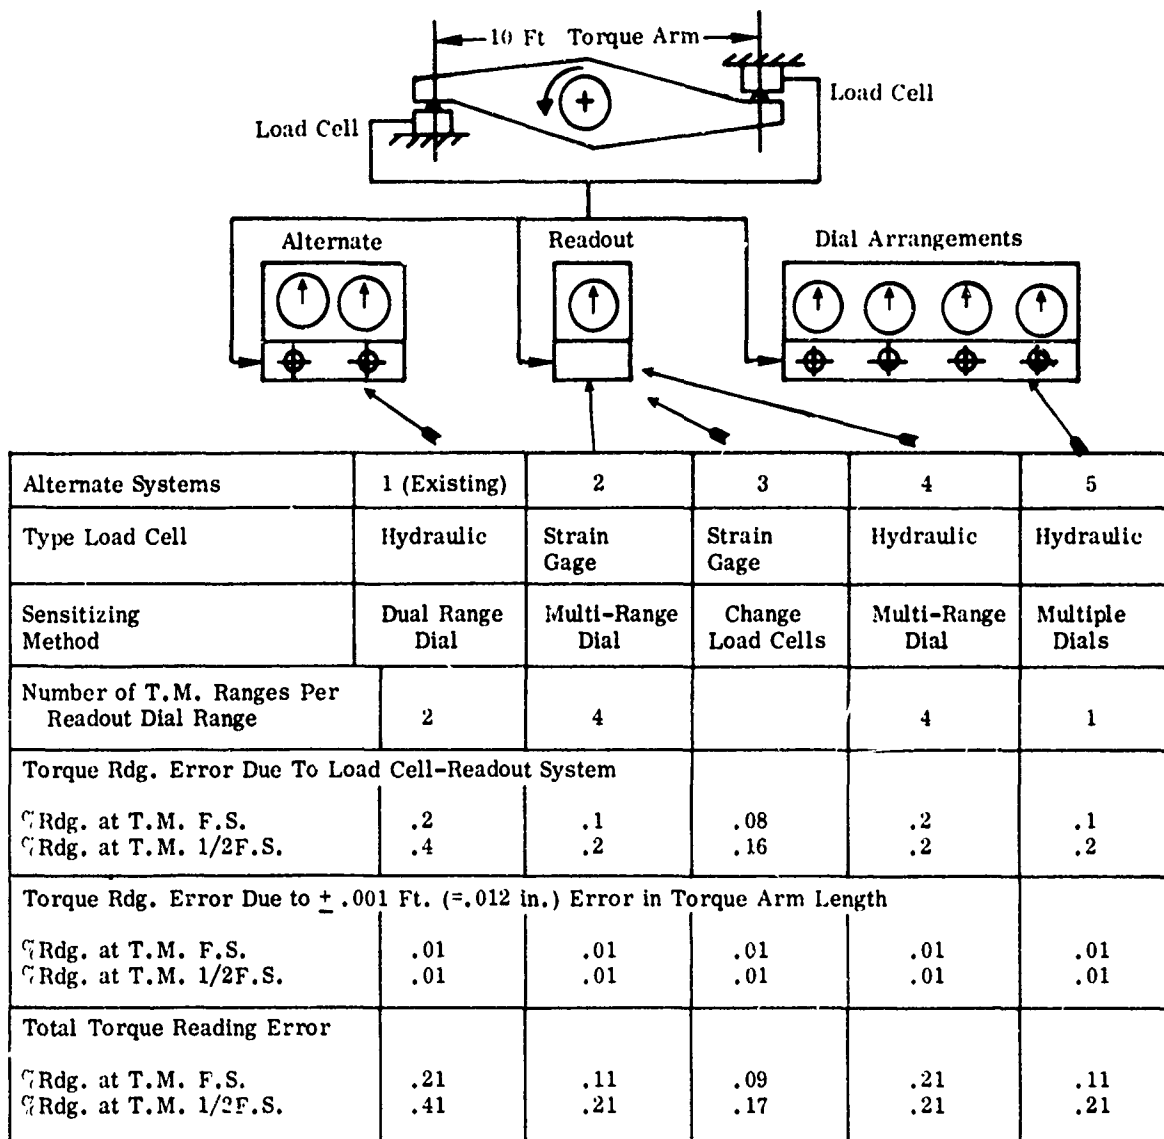 10 Ft Torque Arm
Load Cell
Load Cell
Alternate Readout Dial Arrangements
Alternate Systems 1 (Existing) 2 3 4 5
Type Load Cell Hydraulic Strain Gage Strain Gage Hydraulic Hydraulic
Sensitizing Method Dual Range Dial Multi-Range Dial Change Load Cells Multi-Range Dial Multiple Dials
Number of T.M. Ranges Per Readout Dial Range 2 4 4 1
Torque Rdg. Error Due To Load Cell-Readout System
% Rdg. at T.M. F.S. .2 .1 .08 .2 .1
% Rdg. at T.M. 1/2F.S. .4 .2 .16 .2 .2
Torque Rdg. Error Due to ± .001 Ft. (=.012 in.) Error in Torque Arm Length
% Rdg. at T.M. F.S. .01 .01 .01 .01 .01
% Rdg. at T.M. 1/2F.S. .01 .01 .01 .01 .01
Total Torque Reading Error
% Rdg. at T.M. F.S. .21 .11 .09 .21 .11
% Rdg. at T.M. 1/2F.S. .41 .21 .17 .21 .21